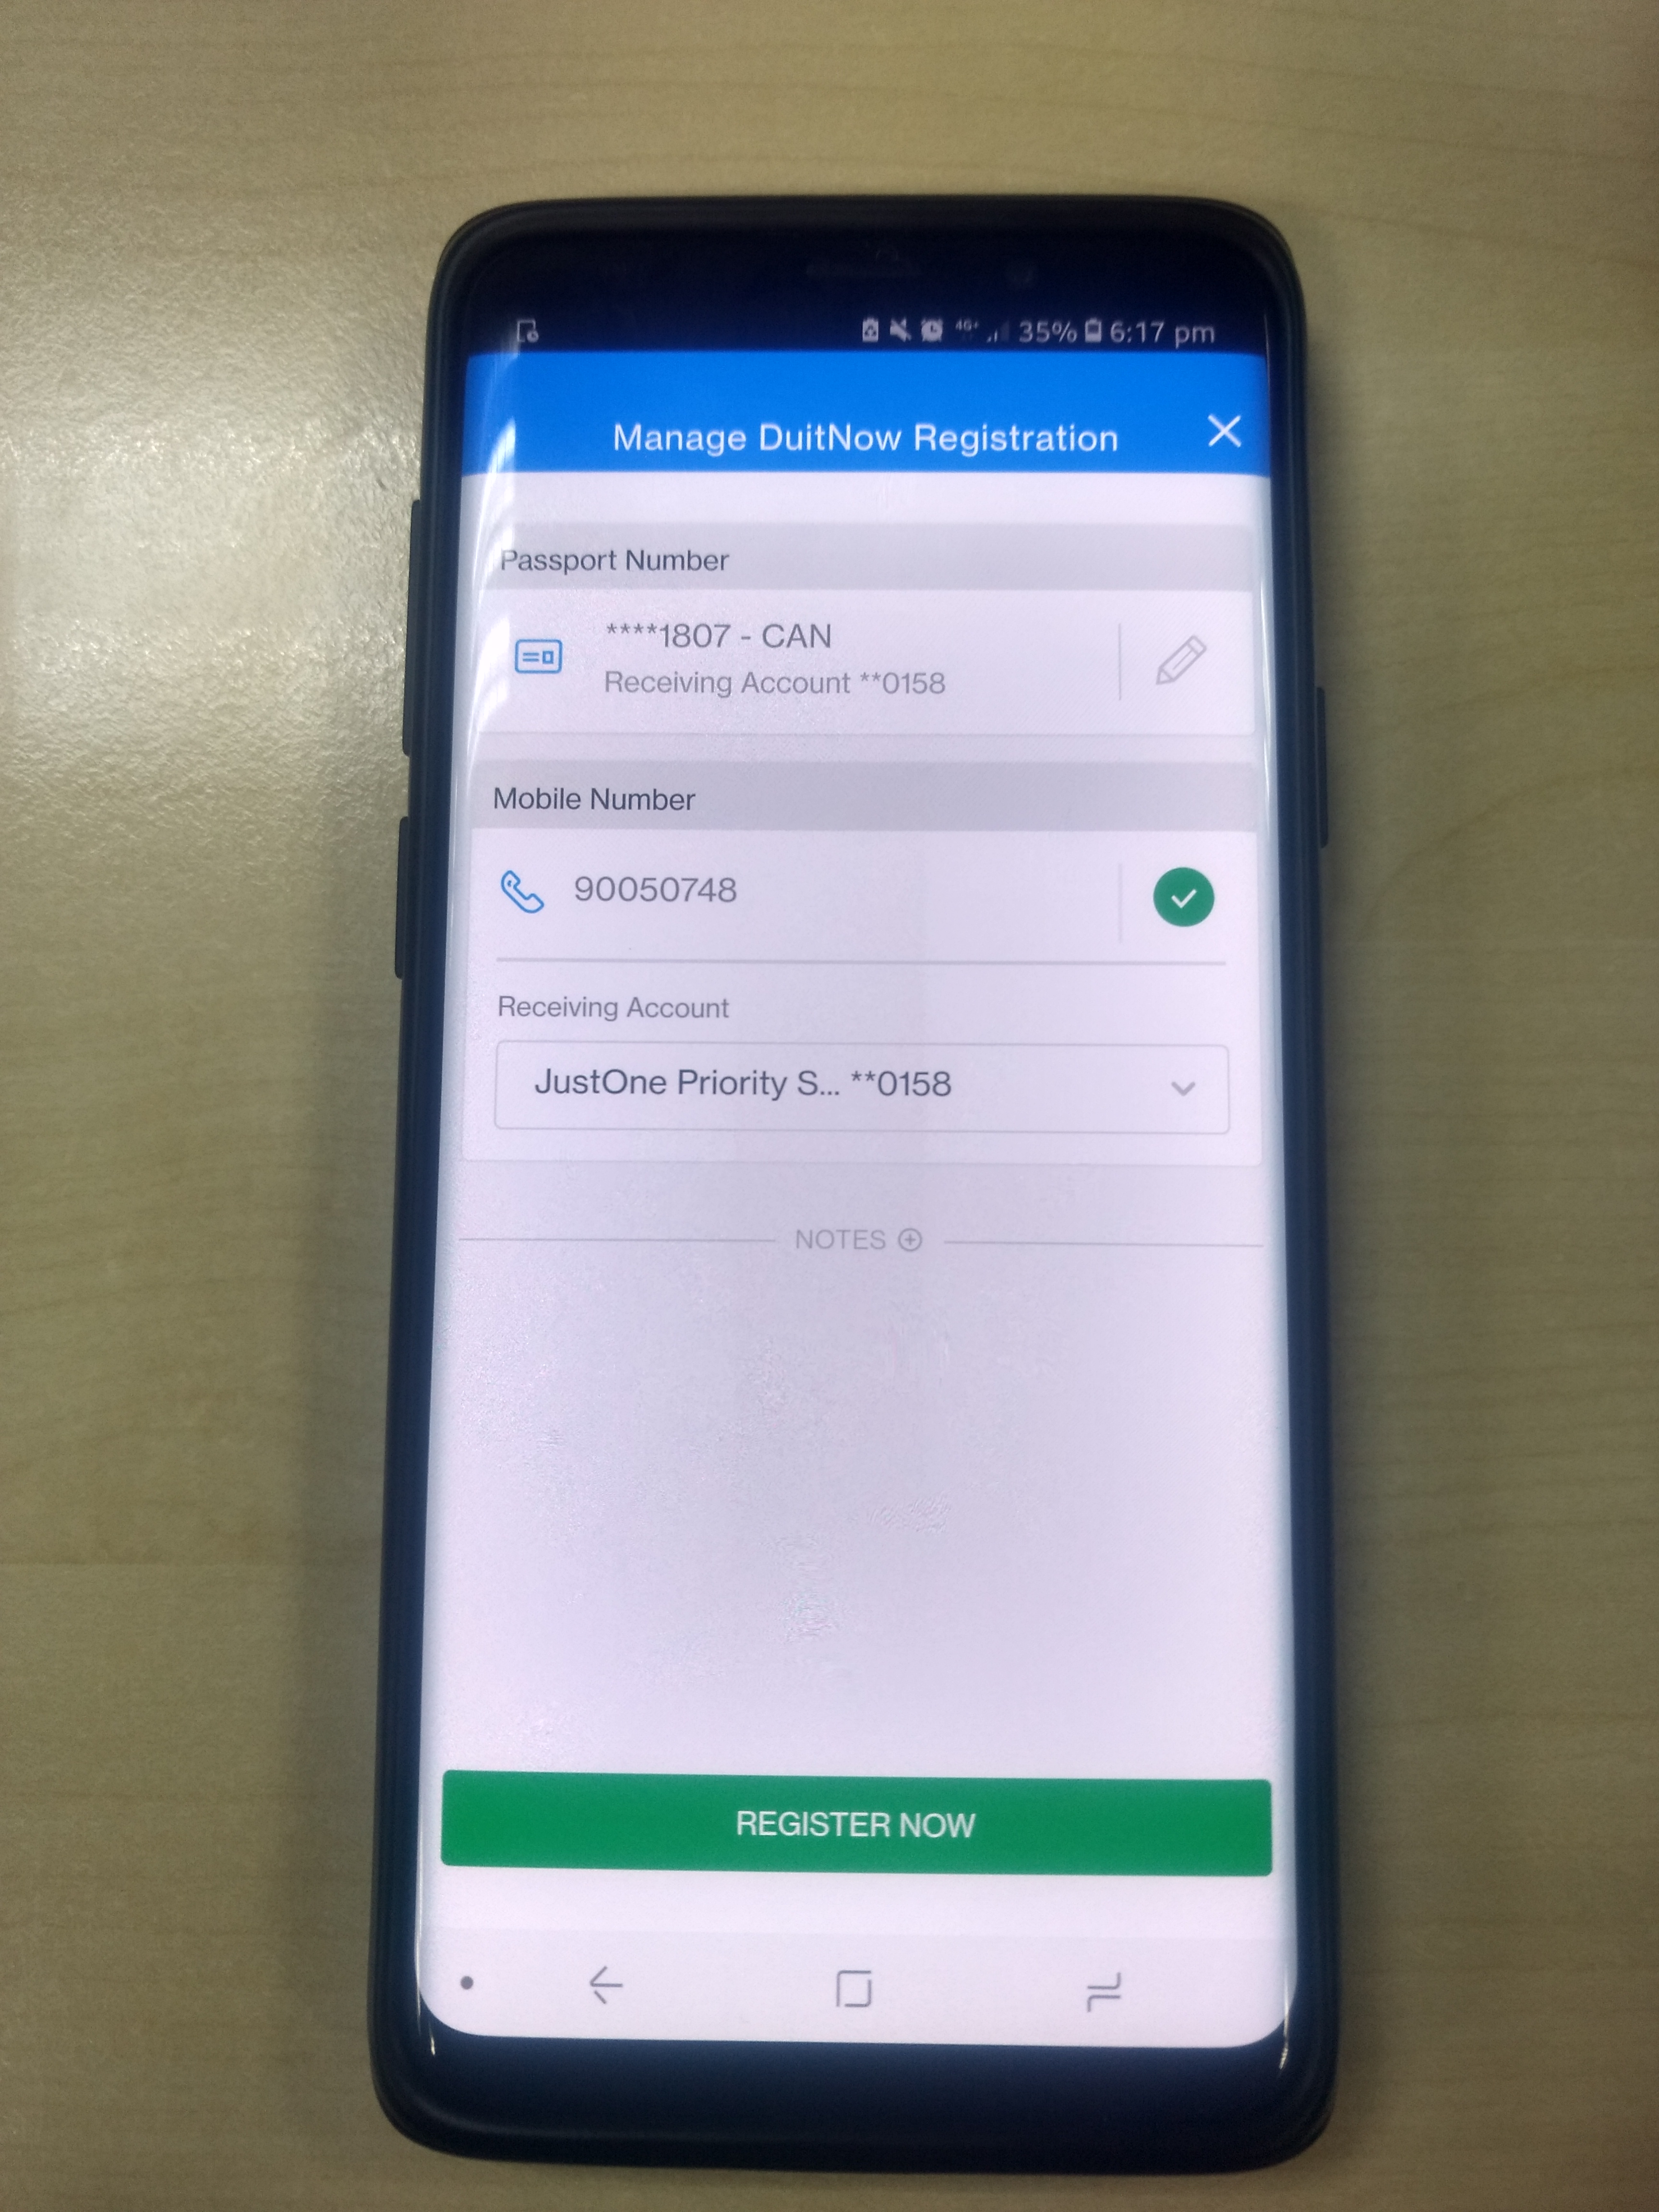 4G+ 35% 6:17 pm
Manage DuitNow Registration
Passport Number
****1807 - CAN
Receiving Account **0158
Mobile Number
90050748
Receiving Account
JustOne Priority S... **0158
NOTES
REGISTER NOW